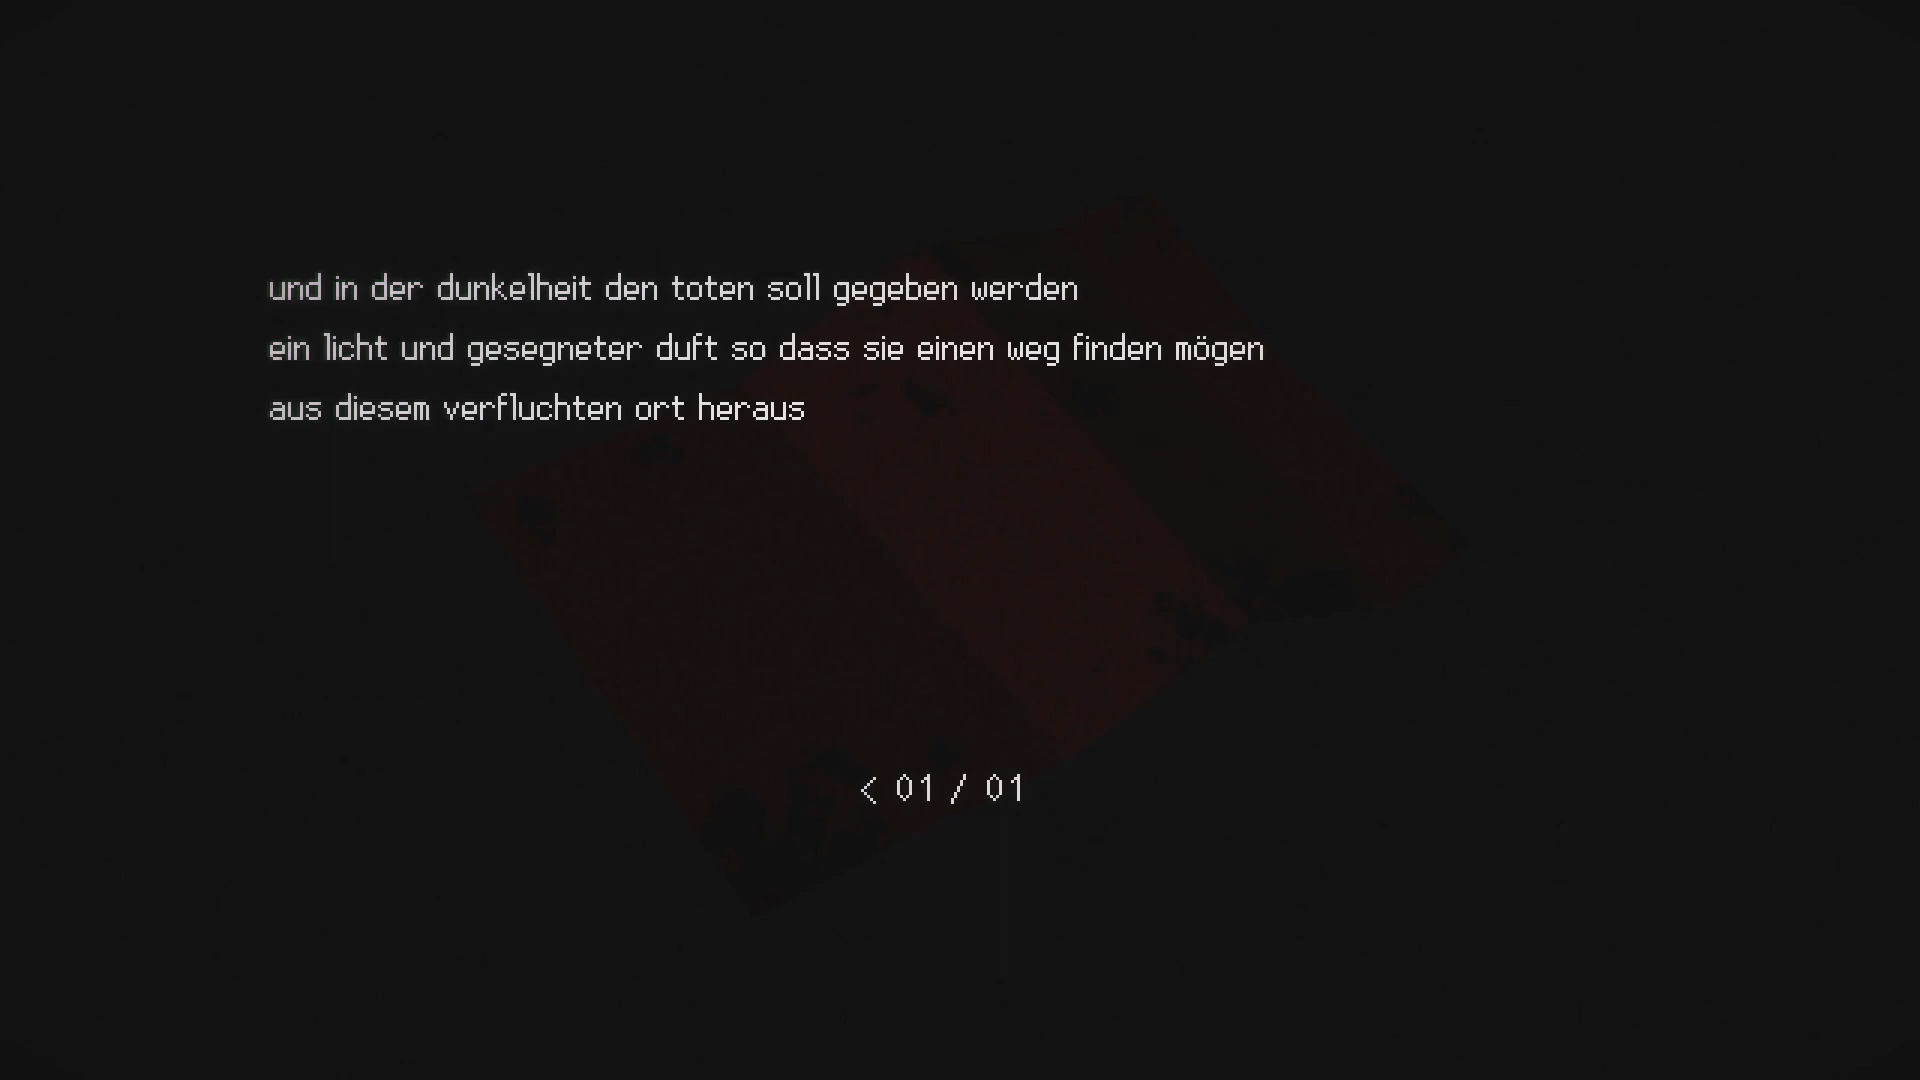 und in der dunkelheit den toten soll gegeben werden
ein licht und gesegneter duft so dass sie einen weg finden mögen
aus diesem verfluchten ort heraus
< 01 / 01